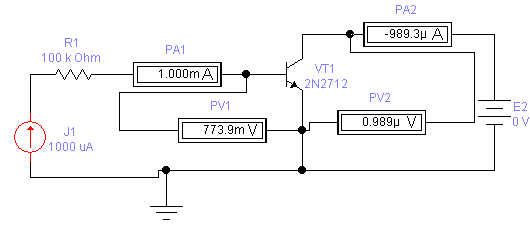 PA2
-989.3µ A
R1
100 k Ohm
PA1
1.000m A
VT1
2N2712
PV1
773.9m V
PV2
0.989µ V
E2
0 V
J1
1000 uA